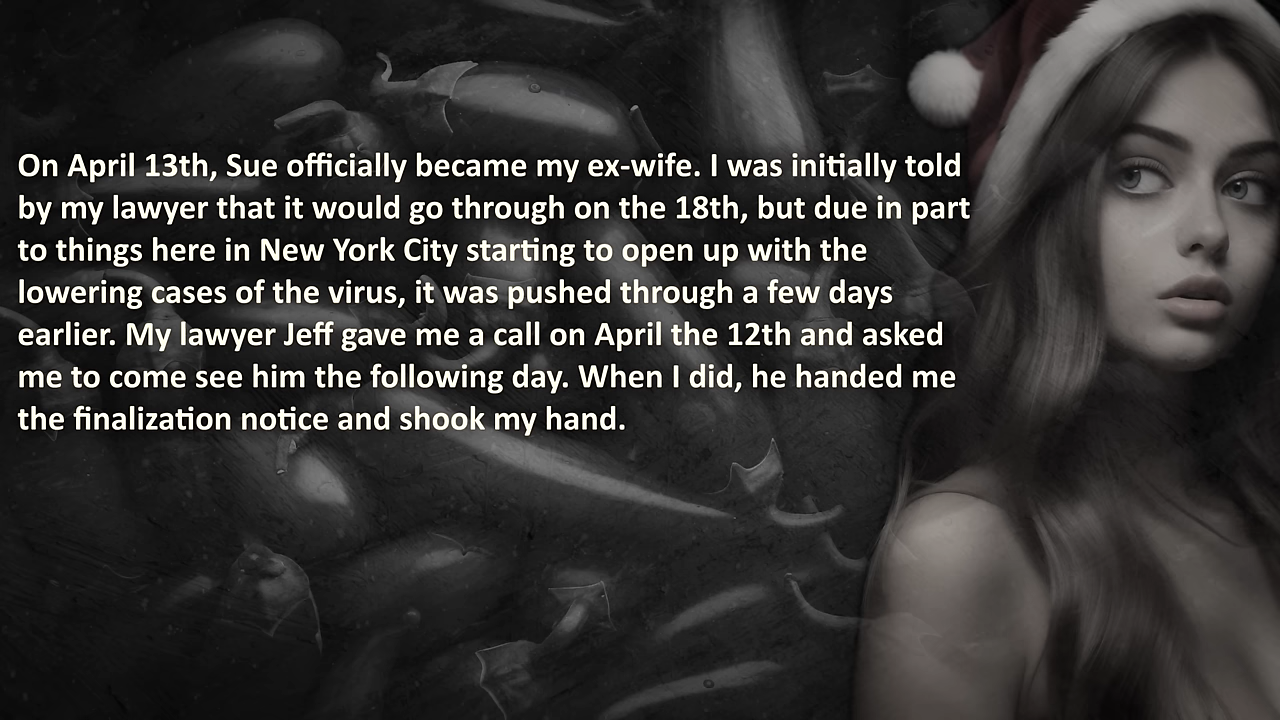 On April 13th, Sue officially became my ex-wife. I was initially told
by my lawyer that it would go through on the 18th, but due in part
to things here in New York City starting to open up with the
lowering cases of the virus, it was pushed through a few days
earlier. My lawyer Jeff gave me a call on April the 12th and asked
me to come see him the following day. When I did, he handed me
the finalization notice and shook my hand.